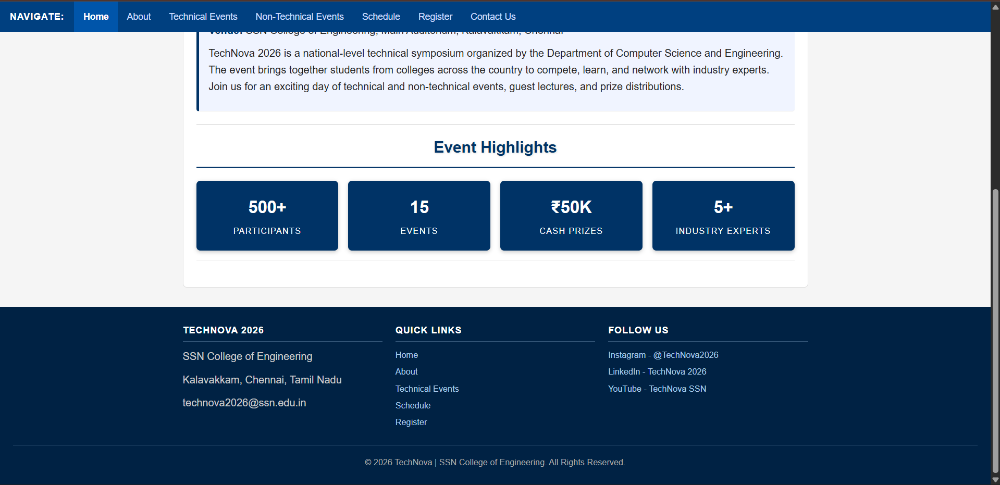 NAVIGATE: Home About Technical Events Non-Technical Events Schedule Register Contact Us
Venue: SSN College of Engineering, Main Auditorium, Kalavakkam, Chennai
TechNova 2026 is a national-level technical symposium organized by the Department of Computer Science and Engineering.
The event brings together students from colleges across the country to compete, learn, and network with industry experts.
Join us for an exciting day of technical and non-technical events, guest lectures, and prize distributions.
Event Highlights
500+
PARTICIPANTS
15
EVENTS
₹50K
CASH PRIZES
5+
INDUSTRY EXPERTS
TECHNOVA 2026
SSN College of Engineering
Kalavakkam, Chennai, Tamil Nadu
technova2026@ssn.edu.in
QUICK LINKS
Home
About
Technical Events
Schedule
Register
FOLLOW US
Instagram - @TechNova2026
LinkedIn - TechNova 2026
YouTube - TechNova SSN
© 2026 TechNova | SSN College of Engineering. All Rights Reserved.